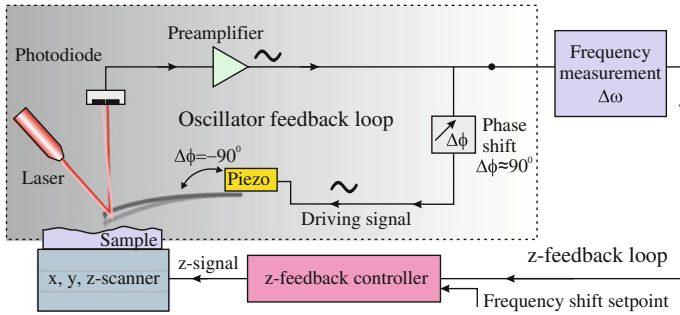 Preamplifier
Photodiode
Frequency
measurement
Δω
Oscillator feedback loop
Δϕ
Phase
shift
Δϕ≈90⁰
Δϕ=−90⁰
Laser
Piezo
Driving signal
Sample
z-signal
z-feedback loop
x, y, z-scanner
z-feedback controller
Frequency shift setpoint